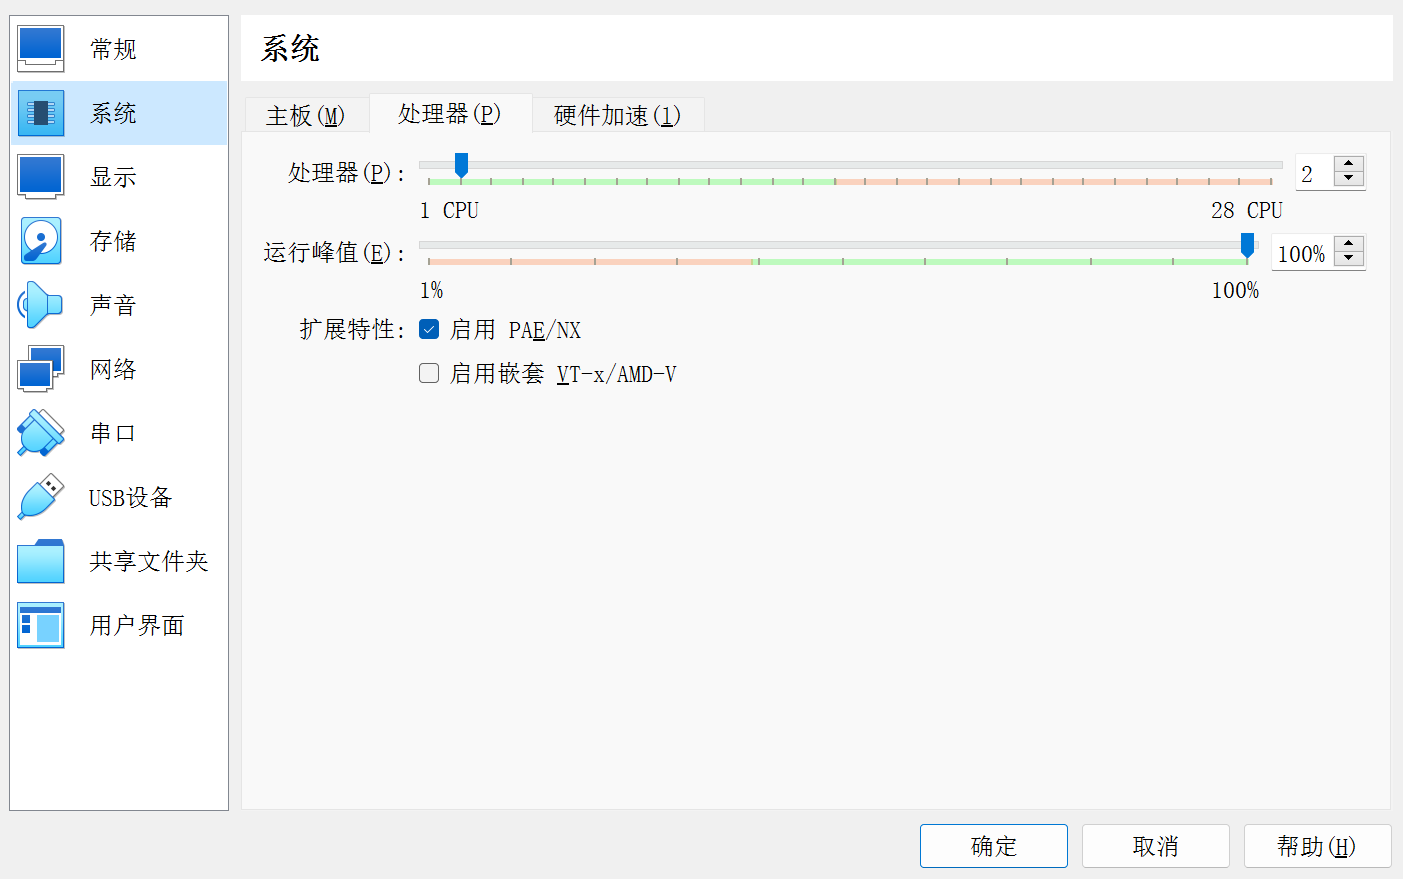 常规
系统
显示
存储
声音
网络
串口
USB设备
共享文件夹
用户界面
系统
主板(M) 处理器(P) 硬件加速(l)
处理器(P): 2
1 CPU 28 CPU
运行峰值(E): 100%
1% 100%
扩展特性: 启用 PAE/NX
启用嵌套 VT-x/AMD-V
确定 取消 帮助(H)